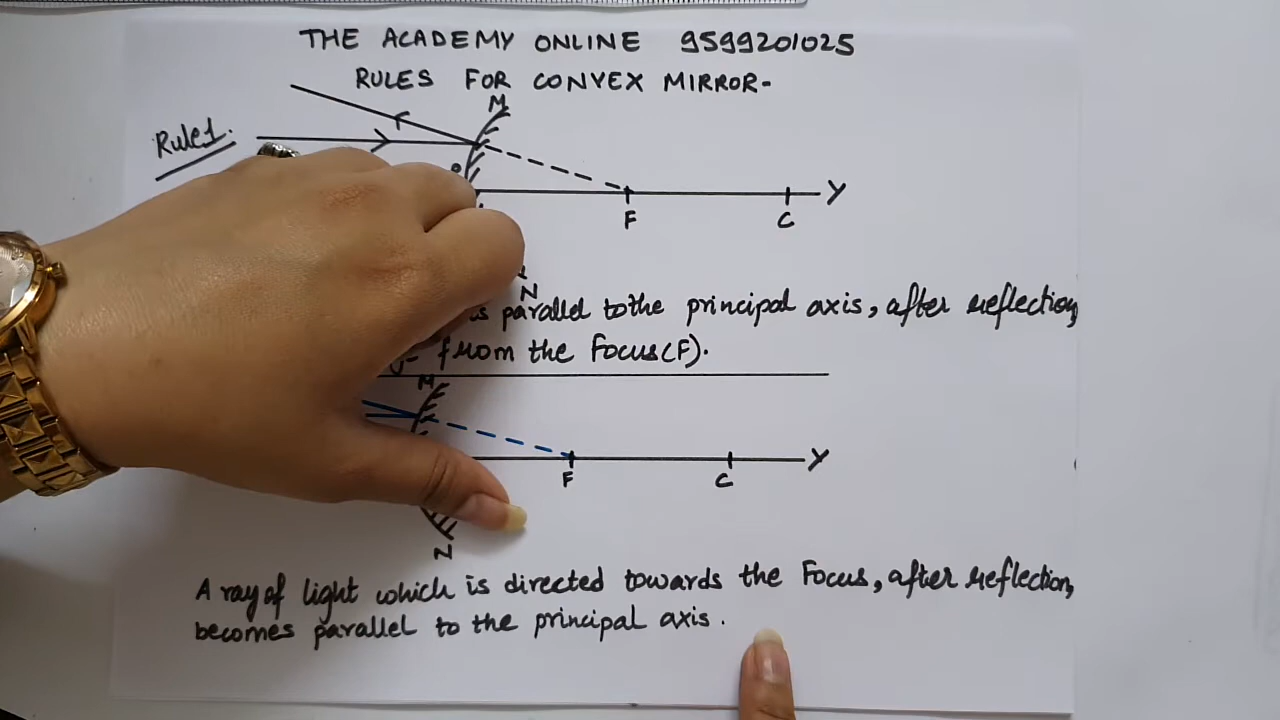 THE ACADEMY ONLINE 9599201025
RULES FOR CONVEX MIRROR-
Rule1.
M
Y
F
C
N
is parallel to the principal axis, after reflection,
from the Focus(F).
M
Y
F
C
N
A ray of light which is directed towards the Focus, after reflection,
becomes parallel to the principal axis.